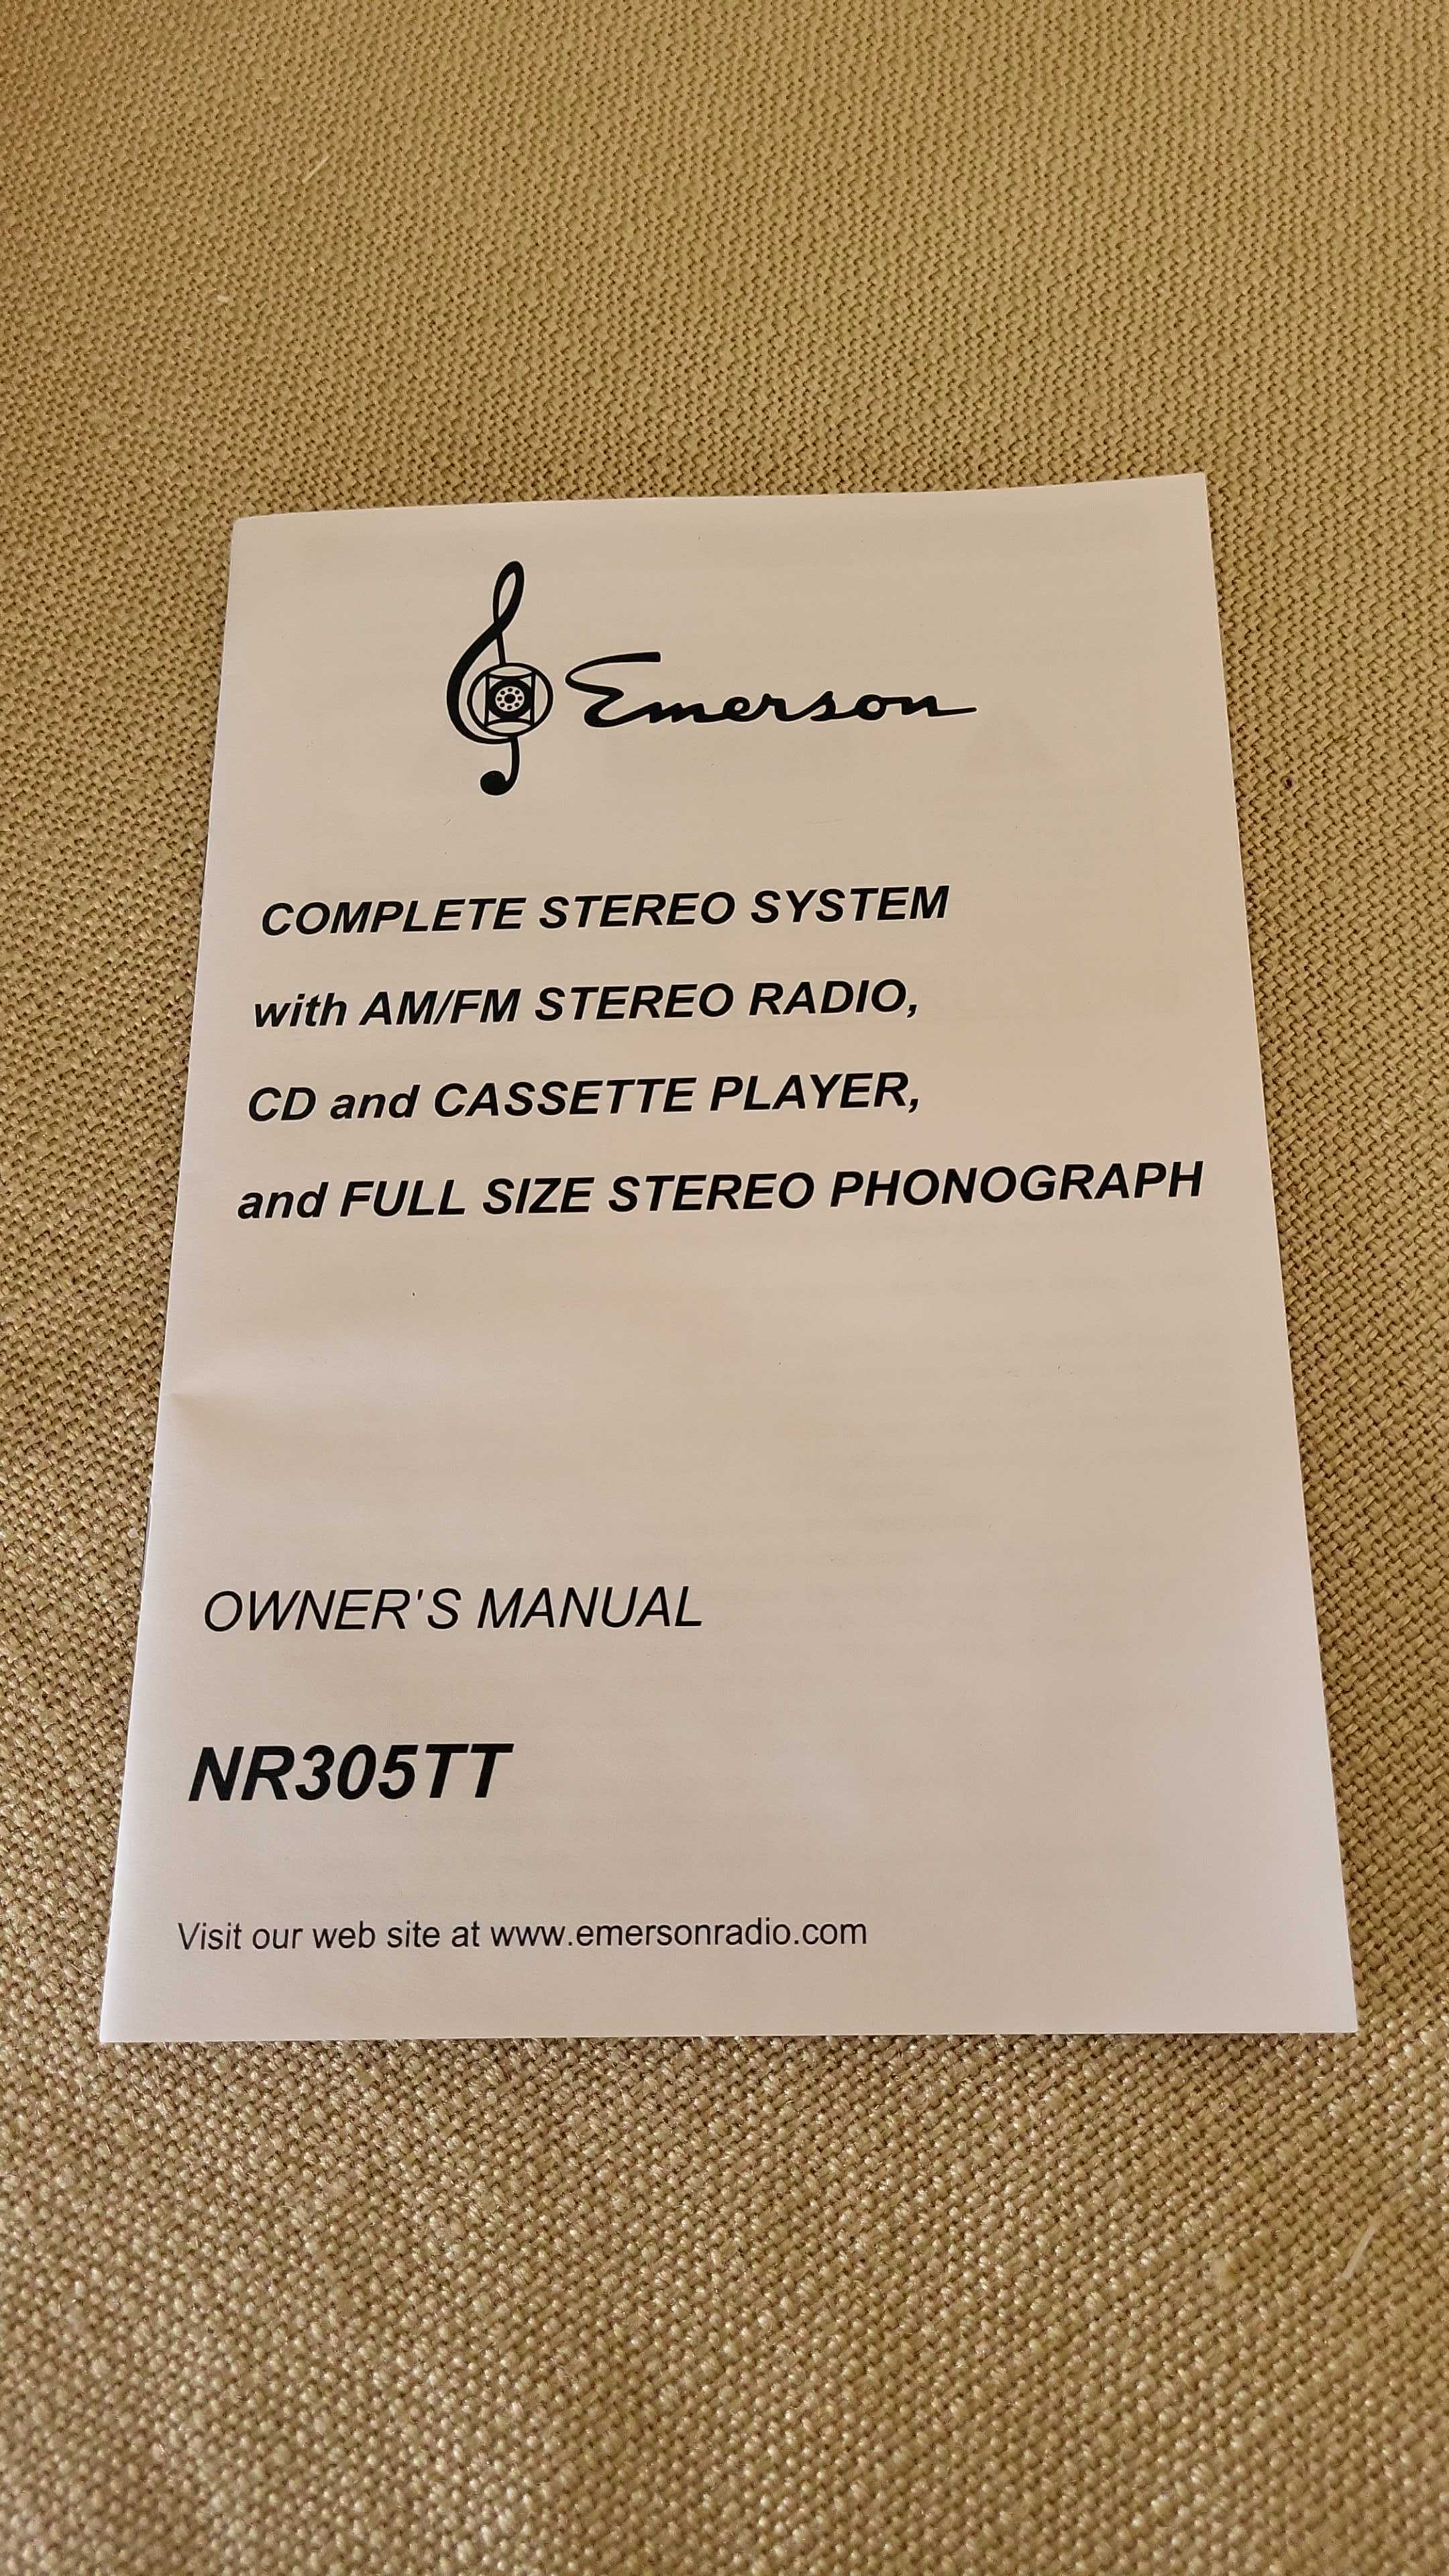 Emerson
COMPLETE STEREO SYSTEM
with AM/FM STEREO RADIO,
CD and CASSETTE PLAYER,
and FULL SIZE STEREO PHONOGRAPH
OWNER'S MANUAL
NR305TT
Visit our web site at www.emersonradio.com